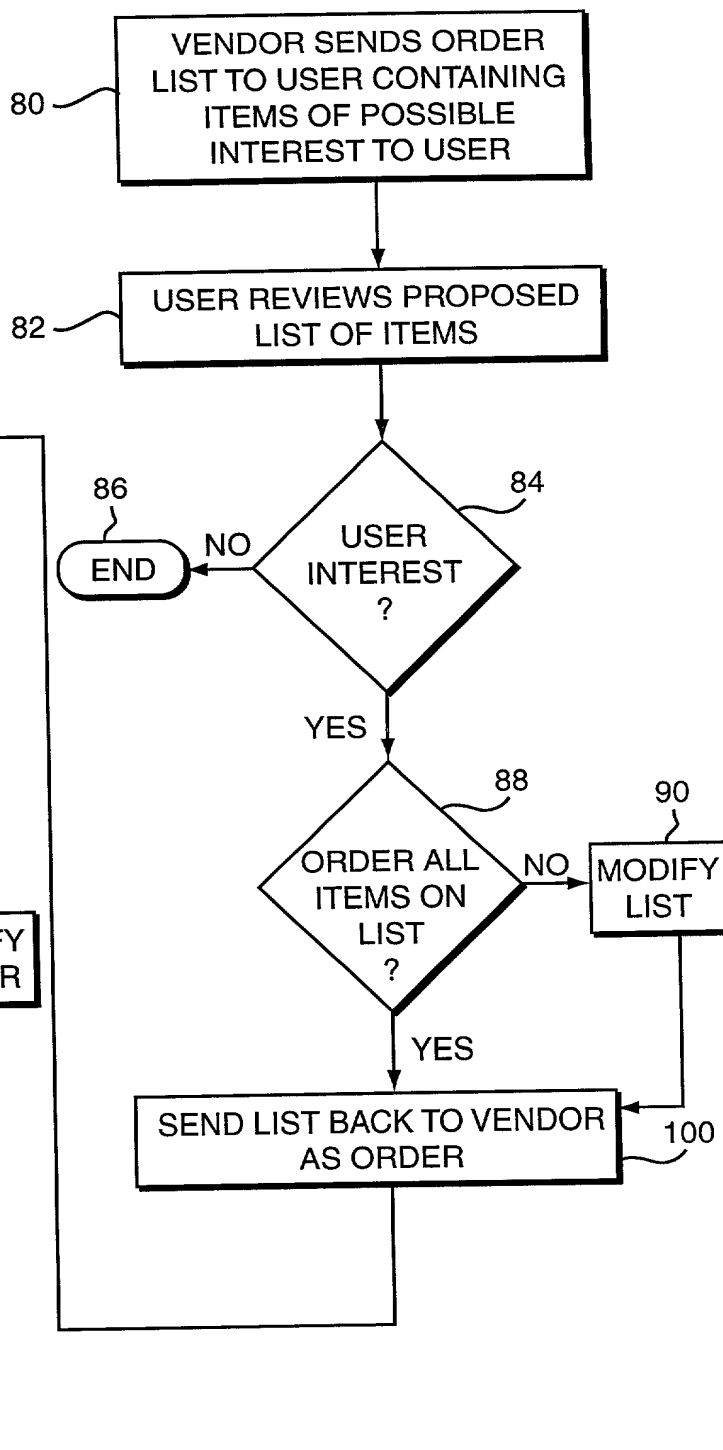 VENDOR SENDS ORDER
LIST TO USER CONTAINING
ITEMS OF POSSIBLE
INTEREST TO USER
80
USER REVIEWS PROPOSED
LIST OF ITEMS
82
84
USER
INTEREST
?
86
NO
END
YES
88
ORDER ALL
ITEMS ON
LIST
?
NO
90
MODIFY
LIST
FY
R
YES
SEND LIST BACK TO VENDOR
AS ORDER
100